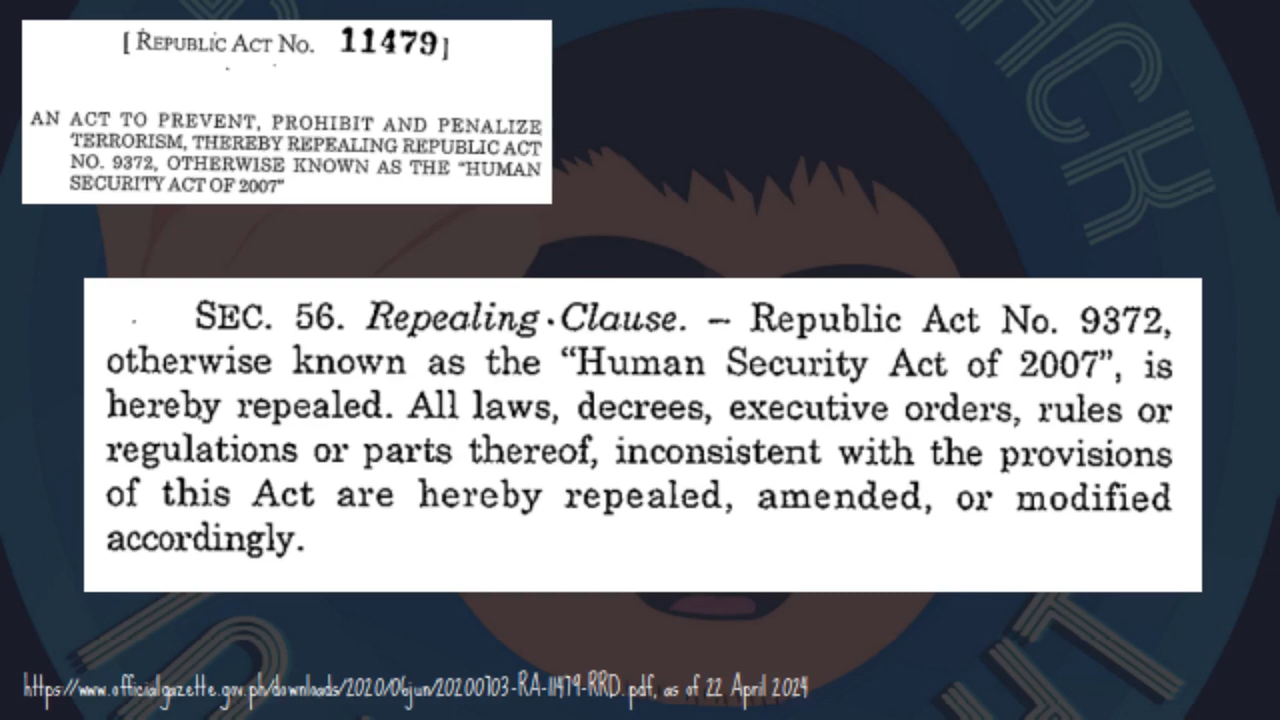 [ REPUBLIC ACT NO. 11479 ]
AN ACT TO PREVENT, PROHIBIT AND PENALIZE
TERRORISM, THEREBY REPEALING REPUBLIC ACT
NO. 9372, OTHERWISE KNOWN AS THE “HUMAN
SECURITY ACT OF 2007”
SEC. 56. Repealing Clause. – Republic Act No. 9372,
otherwise known as the “Human Security Act of 2007”, is
hereby repealed. All laws, decrees, executive orders, rules or
regulations or parts thereof, inconsistent with the provisions
of this Act are hereby repealed, amended, or modified
accordingly.
https://www.officialgazette.gov.ph/downloads/2020/06jun/20200703-RA-11479-RRD.pdf, as of 22 April 2024